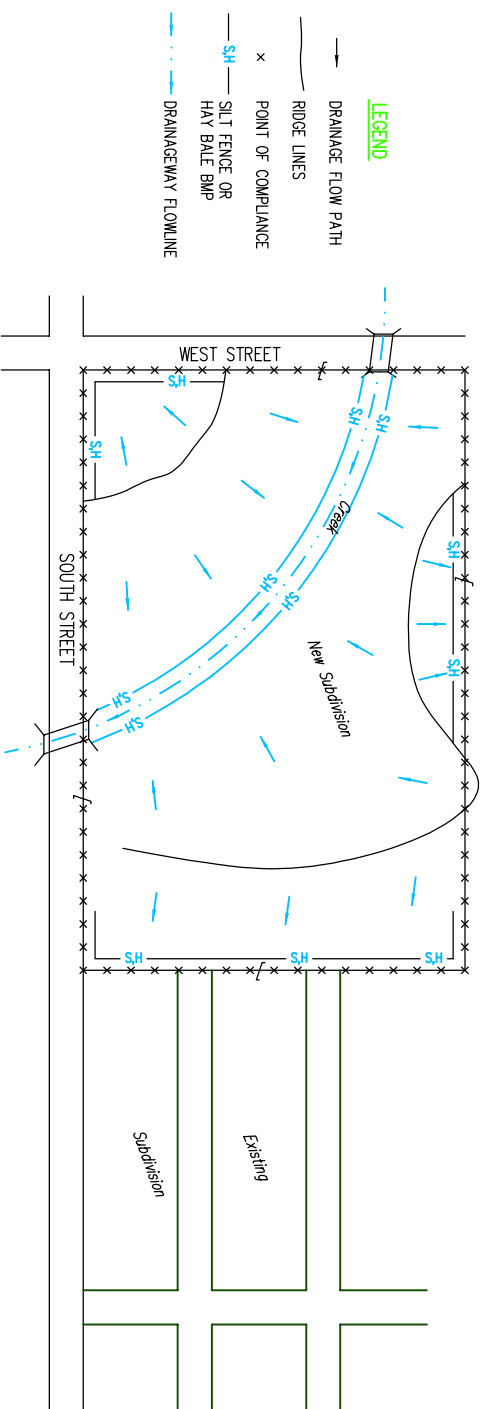 LEGEND
DRAINAGE FLOW PATH
RIDGE LINES
× POINT OF COMPLIANCE
S,H SILT FENCE OR
HAY BALE BMP
DRAINAGEWAY FLOWLINE
WEST STREET
SOUTH STREET
Creek
New Subdivision
Existing
Subdivision
S,H
S,H
S,H
S,H
S,H
S,H
S,H
S,H
S,H
S,H
S,H
S,H
S,H